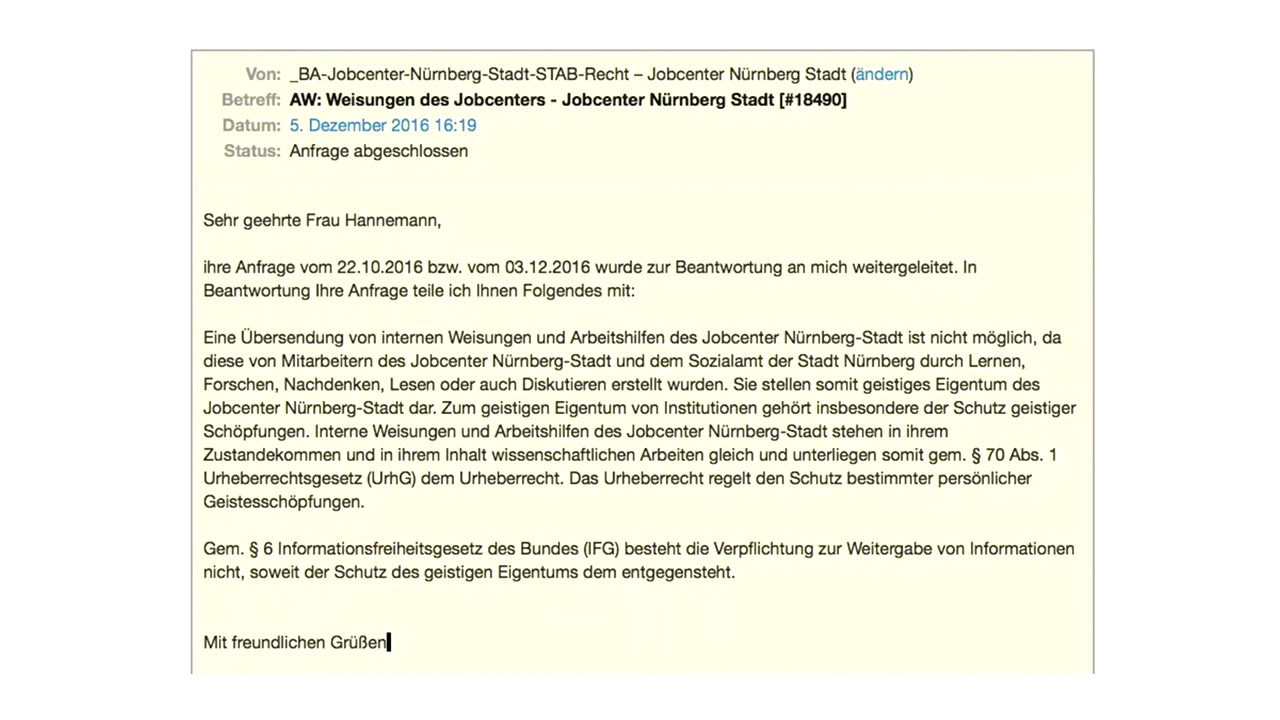 Von: _BA-Jobcenter-Nürnberg-Stadt-STAB-Recht – Jobcenter Nürnberg Stadt (ändern)
Betreff: AW: Weisungen des Jobcenters - Jobcenter Nürnberg Stadt [#18490]
Datum: 5. Dezember 2016 16:19
Status: Anfrage abgeschlossen
Sehr geehrte Frau Hannemann,
ihre Anfrage vom 22.10.2016 bzw. vom 03.12.2016 wurde zur Beantwortung an mich weitergeleitet. In
Beantwortung Ihre Anfrage teile ich Ihnen Folgendes mit:
Eine Übersendung von internen Weisungen und Arbeitshilfen des Jobcenter Nürnberg-Stadt ist nicht möglich, da
diese von Mitarbeitern des Jobcenter Nürnberg-Stadt und dem Sozialamt der Stadt Nürnberg durch Lernen,
Forschen, Nachdenken, Lesen oder auch Diskutieren erstellt wurden. Sie stellen somit geistiges Eigentum des
Jobcenter Nürnberg-Stadt dar. Zum geistigen Eigentum von Institutionen gehört insbesondere der Schutz geistiger
Schöpfungen. Interne Weisungen und Arbeitshilfen des Jobcenter Nürnberg-Stadt stehen in ihrem
Zustandekommen und in ihrem Inhalt wissenschaftlichen Arbeiten gleich und unterliegen somit gem. § 70 Abs. 1
Urheberrechtsgesetz (UrhG) dem Urheberrecht. Das Urheberrecht regelt den Schutz bestimmter persönlicher
Geistesschöpfungen.
Gem. § 6 Informationsfreiheitsgesetz des Bundes (IFG) besteht die Verpflichtung zur Weitergabe von Informationen
nicht, soweit der Schutz des geistigen Eigentums dem entgegensteht.
Mit freundlichen Grüßen